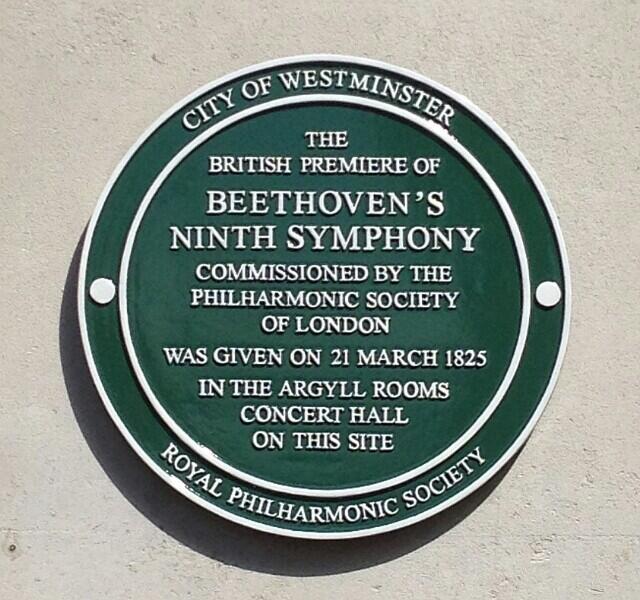 CITY OF WESTMINSTER
THE
BRITISH PREMIERE OF
BEETHOVEN'S
NINTH SYMPHONY
COMMISSIONED BY THE
PHILHARMONIC SOCIETY
OF LONDON
WAS GIVEN ON 21 MARCH 1825
IN THE ARGYLL ROOMS
CONCERT HALL
ON THIS SITE
ROYAL PHILHARMONIC SOCIETY